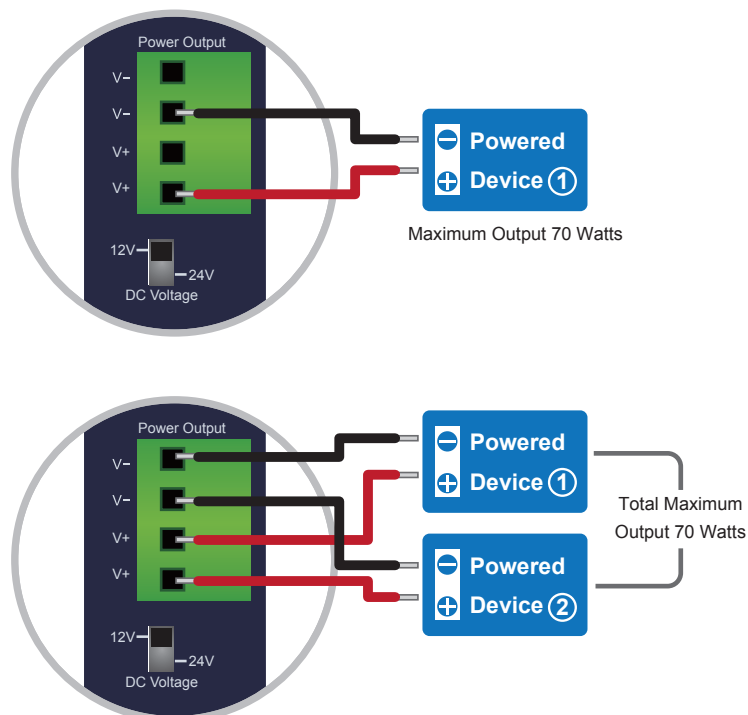 Power Output
V−
V−
V+
V+
12V
24V
DC Voltage
Powered
Device 1
Maximum Output 70 Watts
Power Output
V-
V-
V+
V+
12V
24V
DC Voltage
Powered
Device 1
Powered
Device 2
Total Maximum
Output 70 Watts